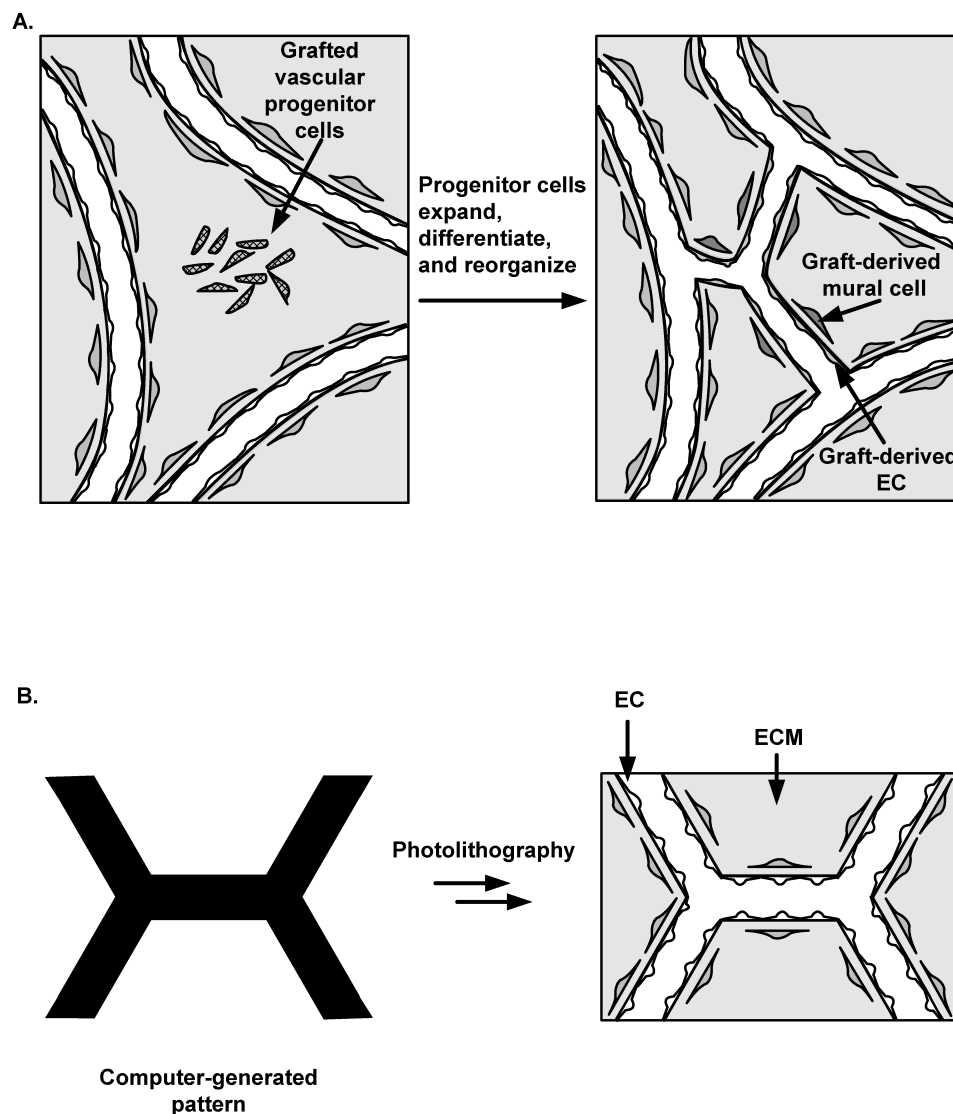 A.
Grafted
vascular
progenitor
cells
Progenitor cells
expand,
differentiate,
and reorganize
Graft-derived
mural cell
Graft-derived
EC
B.
EC
ECM
Photolithography
Computer-generated
pattern